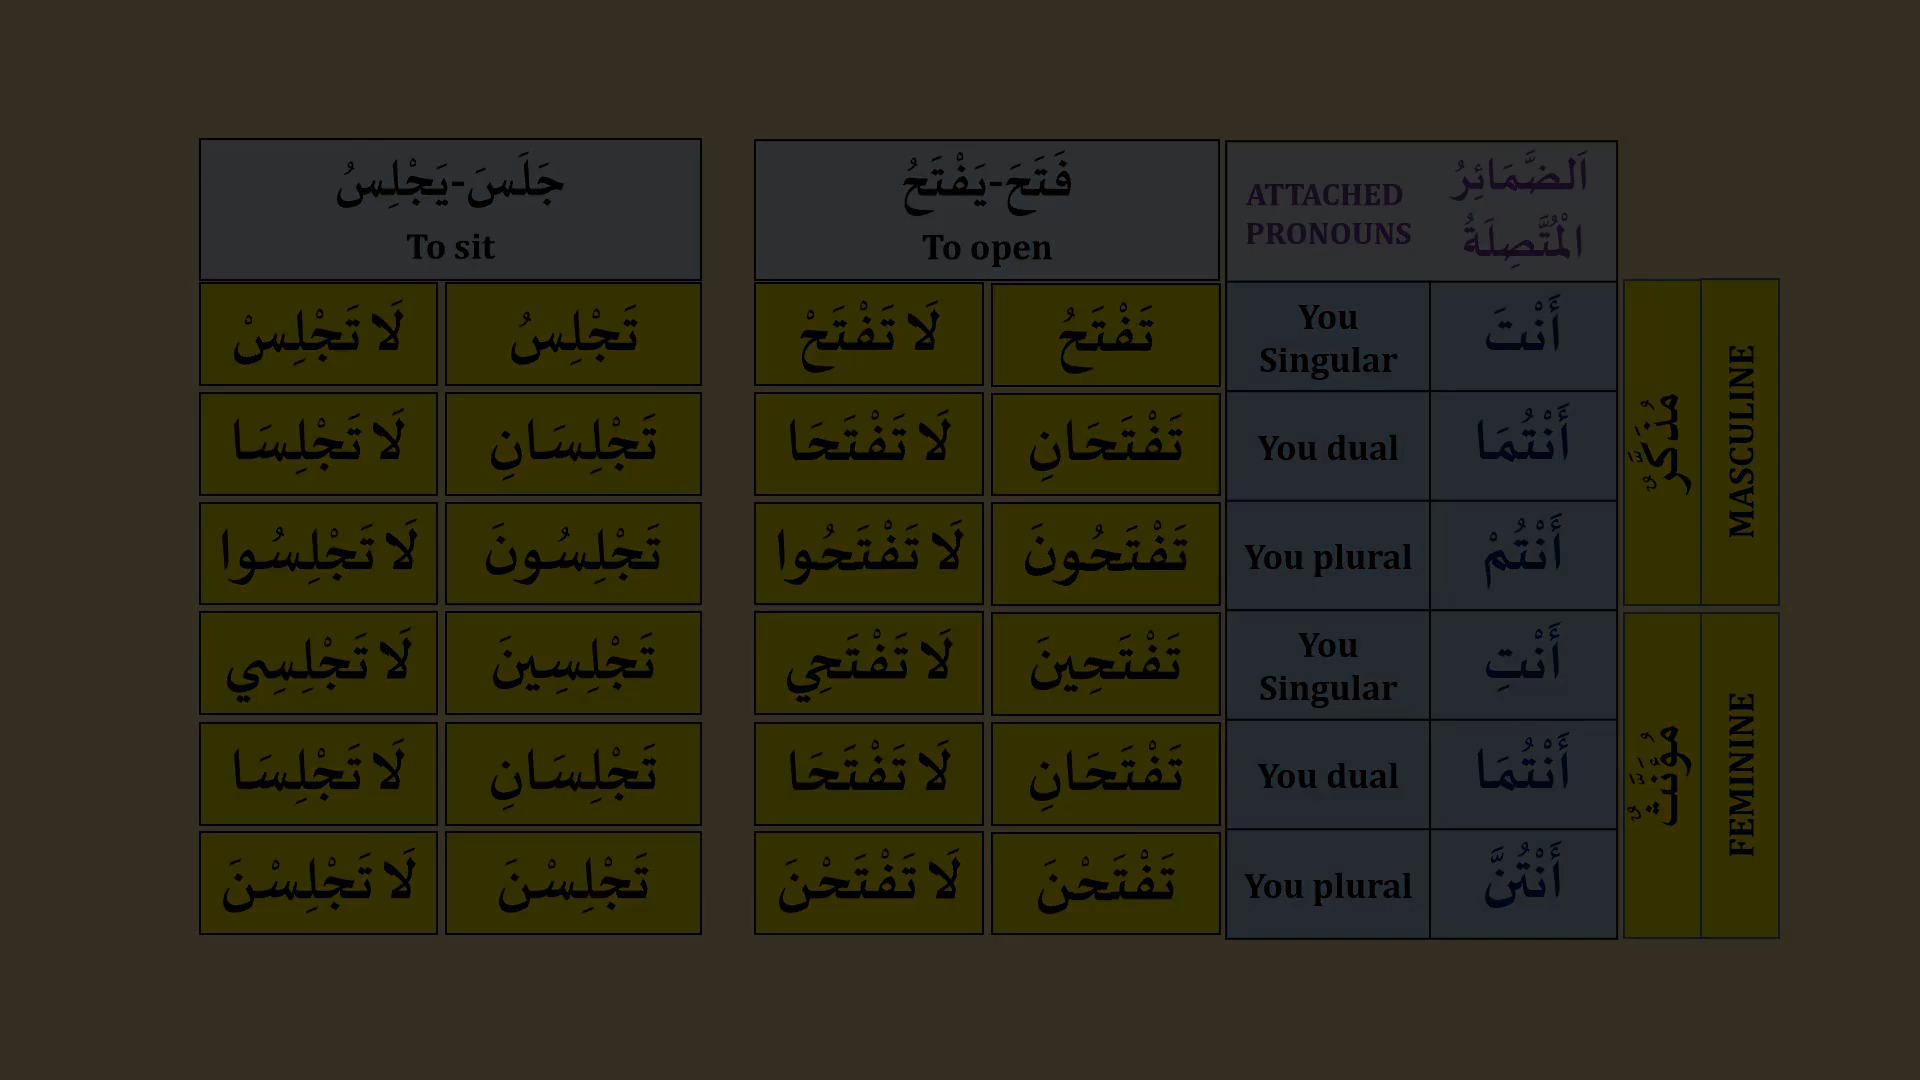 اَلضَّمَائِرُ الْمُتَّصِلَةُ
ATTACHED PRONOUNS
فَتَحَ-يَفْتَحُ
To open
جَلَسَ-يَجْلِسُ
To sit
MASCULINE
مُذَكَّرٌ
أَنْتَ
You Singular
تَفْتَحُ
لَا تَفْتَحْ
تَجْلِسُ
لَا تَجْلِسْ
أَنْتُمَا
You dual
تَفْتَحَانِ
لَا تَفْتَحَا
تَجْلِسَانِ
لَا تَجْلِسَا
أَنْتُمْ
You plural
تَفْتَحُونَ
لَا تَفْتَحُوا
تَجْلِسُونَ
لَا تَجْلِسُوا
FEMININE
مُؤَنَّثٌ
أَنْتِ
You Singular
تَفْتَحِينَ
لَا تَفْتَحِي
تَجْلِسِينَ
لَا تَجْلِسِي
أَنْتُمَا
You dual
تَفْتَحَانِ
لَا تَفْتَحَا
تَجْلِسَانِ
لَا تَجْلِسَا
أَنْتُنَّ
You plural
تَفْتَحْنَ
لَا تَفْتَحْنَ
تَجْلِسْنَ
لَا تَجْلِسْنَ